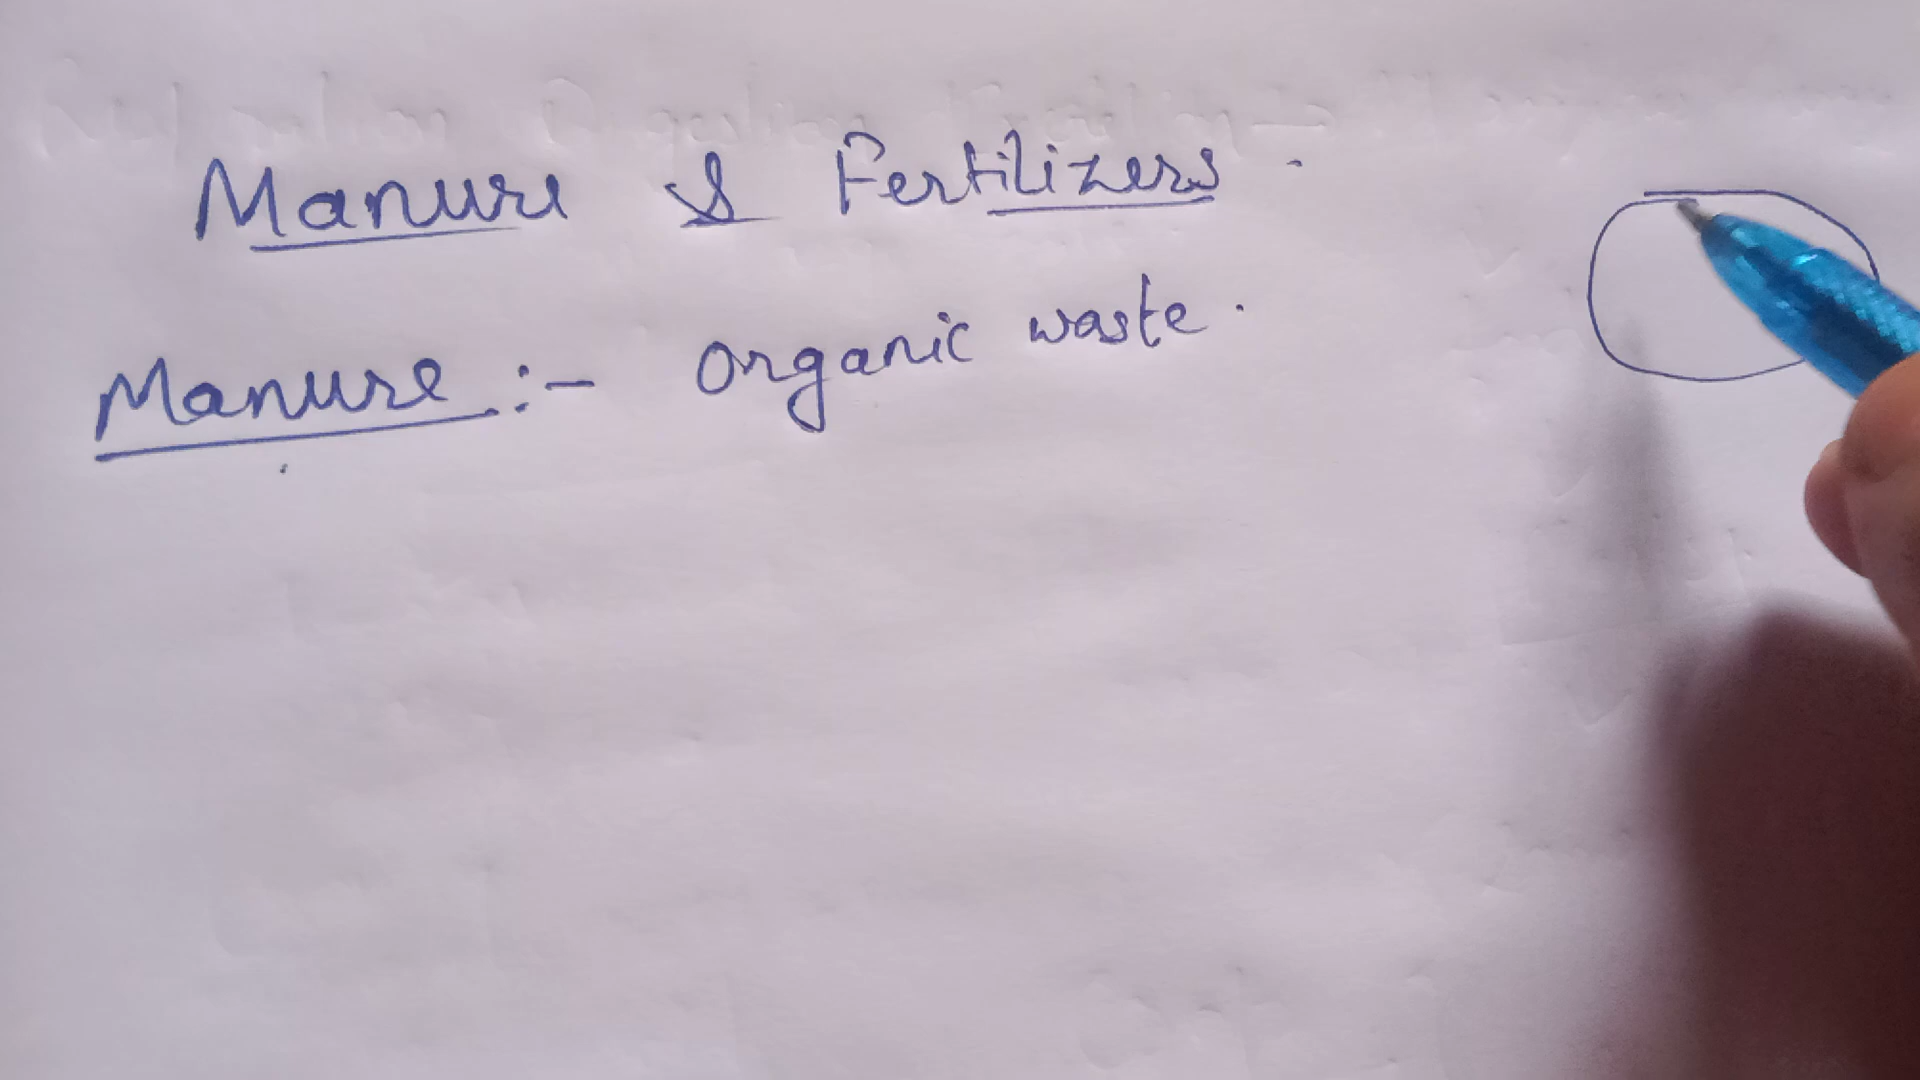 Manure & Fertilizers.
Manure :- Organic waste.